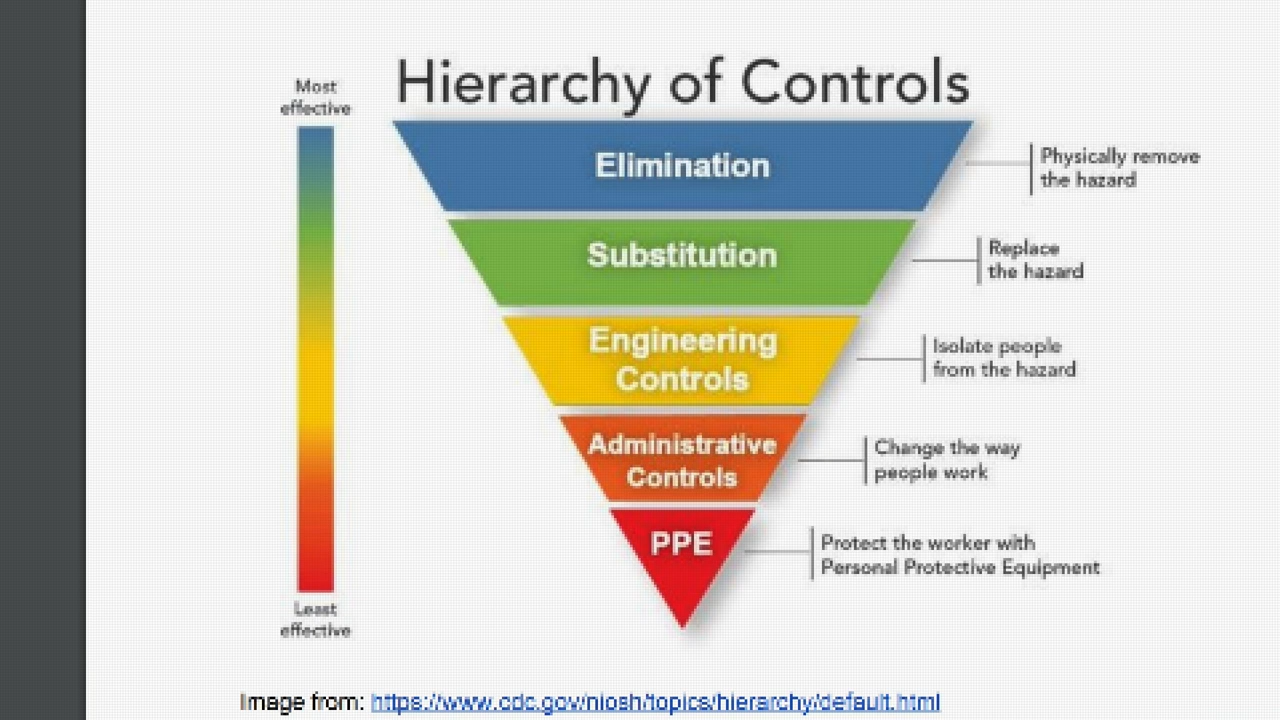 Hierarchy of Controls
Most
effective
Elimination
Physically remove
the hazard
Substitution
Replace
the hazard
Engineering
Controls
Isolate people
from the hazard
Administrative
Controls
Change the way
people work
PPE
Protect the worker with
Personal Protective Equipment
Least
effective
Image from: https://www.cdc.gov/niosh/topics/hierarchy/default.html